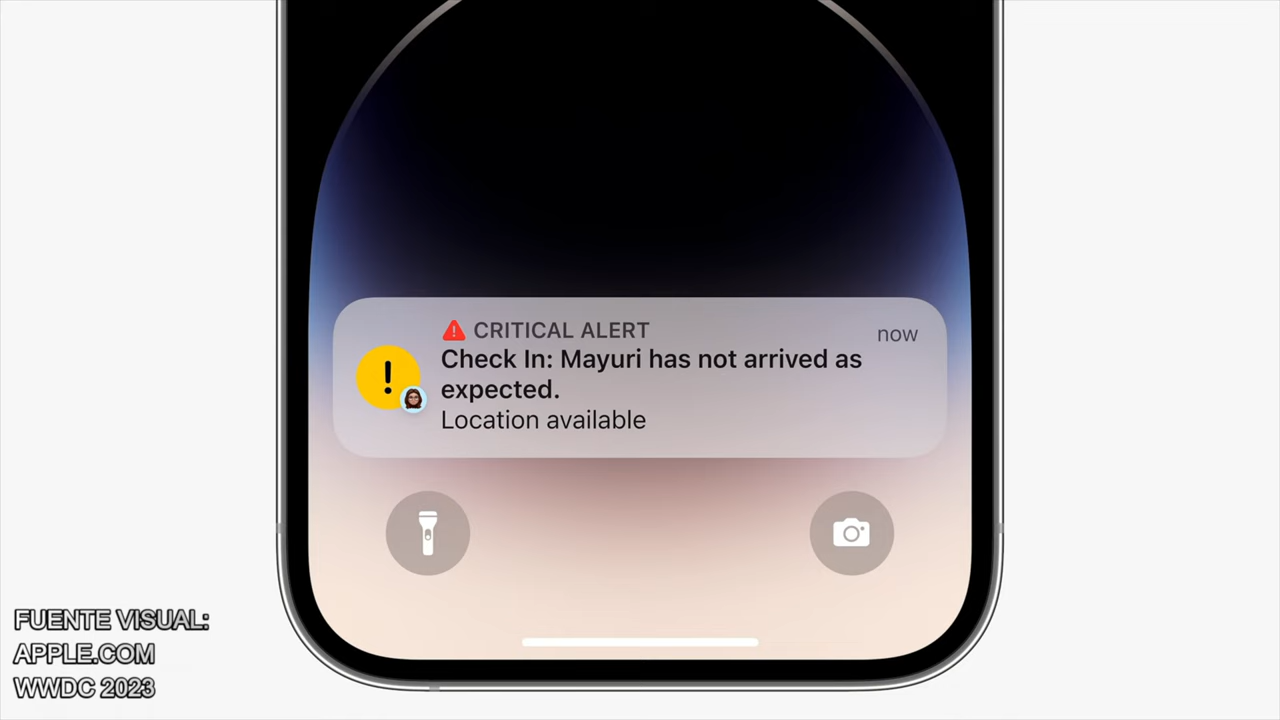 CRITICAL ALERT
now
Check In: Mayuri has not arrived as
expected.
Location available
FUENTE VISUAL:
APPLE.COM
WWDC 2023